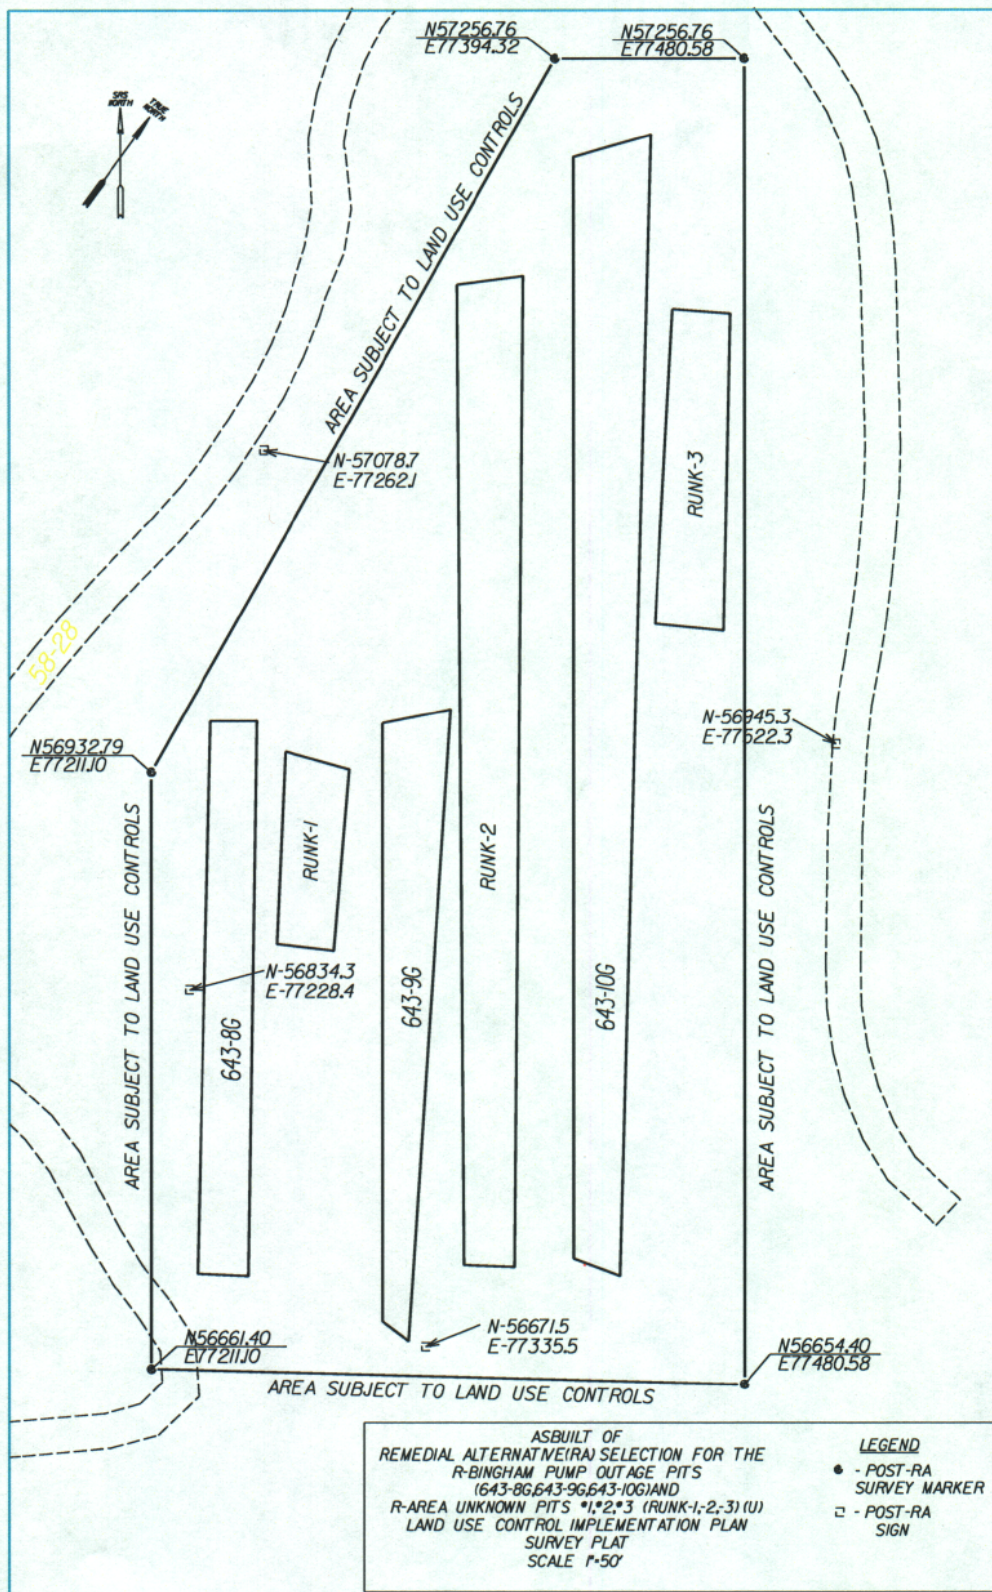 N57256.76
E77394.32
N57256.76
E77480.58
SRS
NORTH
TRUE
NORTH
AREA SUBJECT TO LAND USE CONTROLS
N-57078.7
E-77262.1
RUNK-3
58-28
N-56945.3
E-77522.3
N56932.79
E77211.10
RUNK-1
RUNK-2
AREA SUBJECT TO LAND USE CONTROLS
AREA SUBJECT TO LAND USE CONTROLS
N-56834.3
E-77228.4
643-8G
643-9G
643-10G
N-56671.5
E-77335.5
N56661.40
E77211.10
N56654.40
E77480.58
AREA SUBJECT TO LAND USE CONTROLS
ASBUILT OF
REMEDIAL ALTERNATIVE(RA) SELECTION FOR THE
R-BINGHAM PUMP OUTAGE PITS
(643-8G,643-9G,643-10G)AND
R-AREA UNKNOWN PITS #1,#2,#3 (RUNK-1,-2,-3) (U)
LAND USE CONTROL IMPLEMENTATION PLAN
SURVEY PLAT
SCALE 1"=50'
LEGEND
- POST-RA
SURVEY MARKER
- POST-RA
SIGN